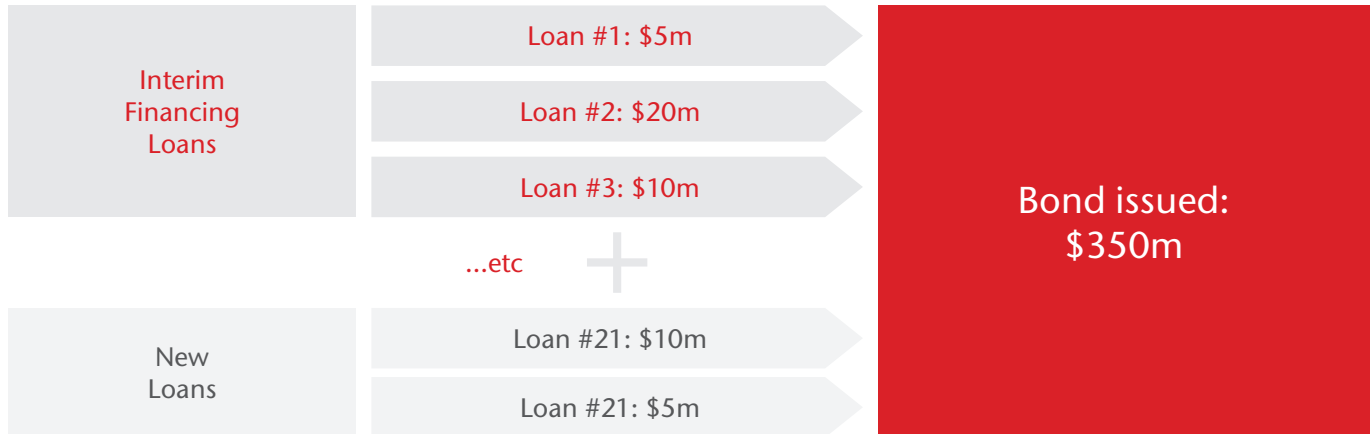 Interim
Financing
Loans
Loan #1: $5m
Loan #2: $20m
Loan #3: $10m
...etc
New
Loans
Loan #21: $10m
Loan #21: $5m
Bond issued:
$350m